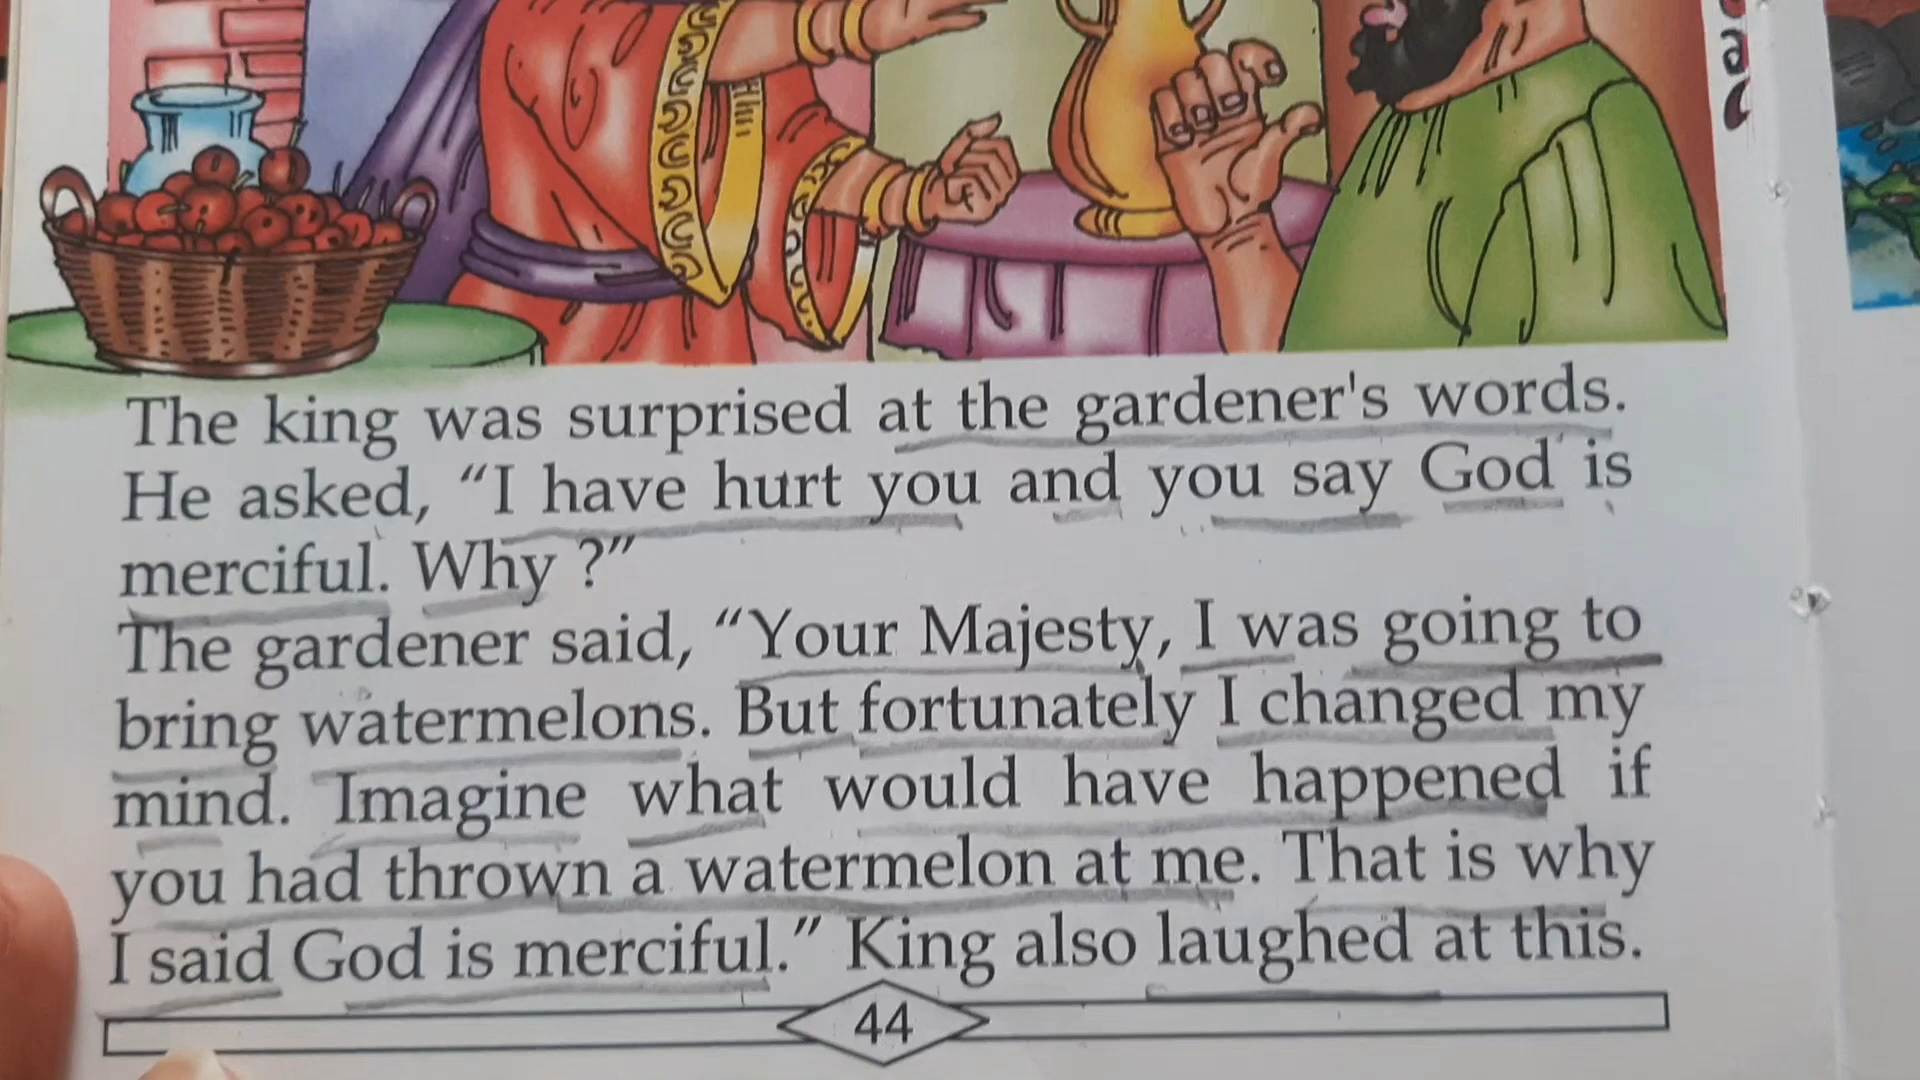 The king was surprised at the gardener's words.
He asked, “I have hurt you and you say God is
merciful. Why ?”
The gardener said, “Your Majesty, I was going to
bring watermelons. But fortunately I changed my
mind. Imagine what would have happened if
you had thrown a watermelon at me. That is why
I said God is merciful.” King also laughed at this.
44